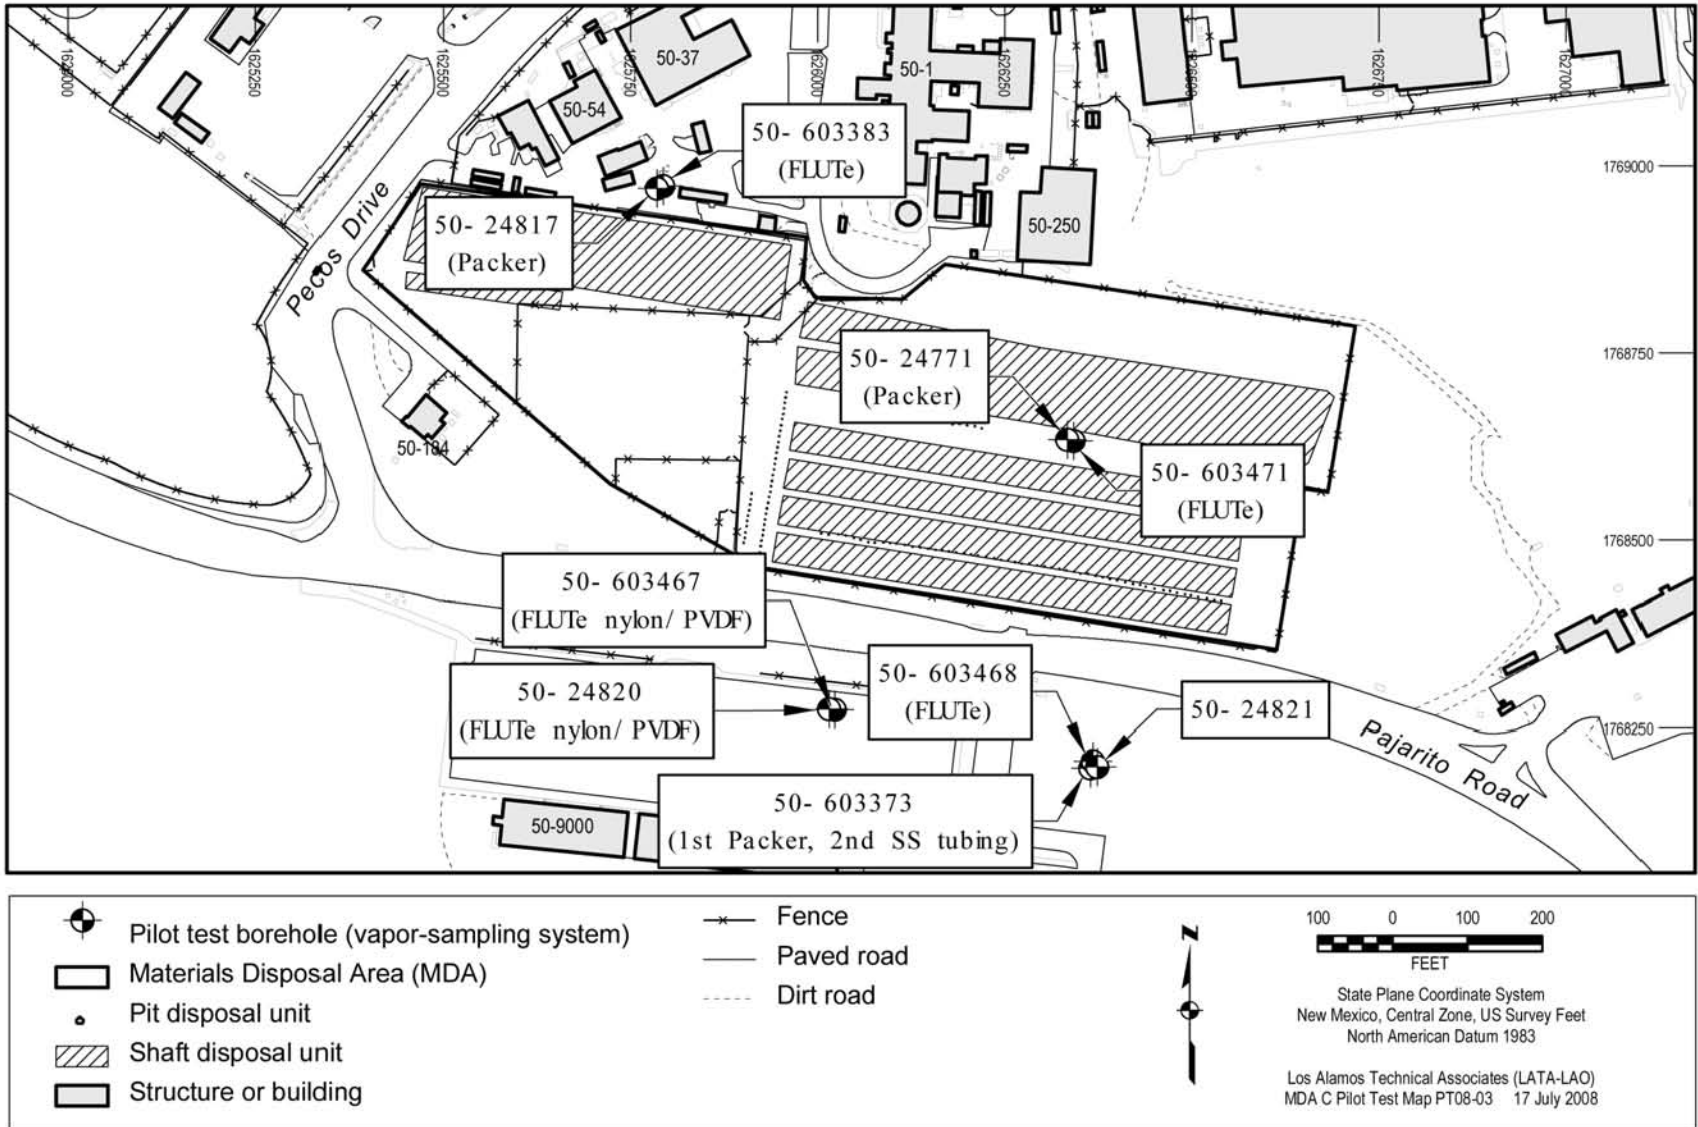 1625000
1625250
1625500
1625750
1626000
1626250
1626750
1627000
50-37
50-1
50-54
50- 603383
(FLUTe)
1769000
Pecos Drive
50- 24817
(Packer)
50-250
50- 24771
(Packer)
1768750
50-184
50- 603471
(FLUTe)
1768500
50- 603467
(FLUTe nylon/ PVDF)
50- 603468
(FLUTe)
50- 24820
(FLUTe nylon/ PVDF)
50- 24821
1768250
Pajarito Road
50- 603373
(1st Packer, 2nd SS tubing)
50-9000
Pilot test borehole (vapor-sampling system)
Materials Disposal Area (MDA)
Pit disposal unit
Shaft disposal unit
Structure or building
Fence
Paved road
Dirt road
N
100 0 100 200
FEET
State Plane Coordinate System
New Mexico, Central Zone, US Survey Feet
North American Datum 1983
Los Alamos Technical Associates (LATA-LAO)
MDA C Pilot Test Map PT08-03 17 July 2008